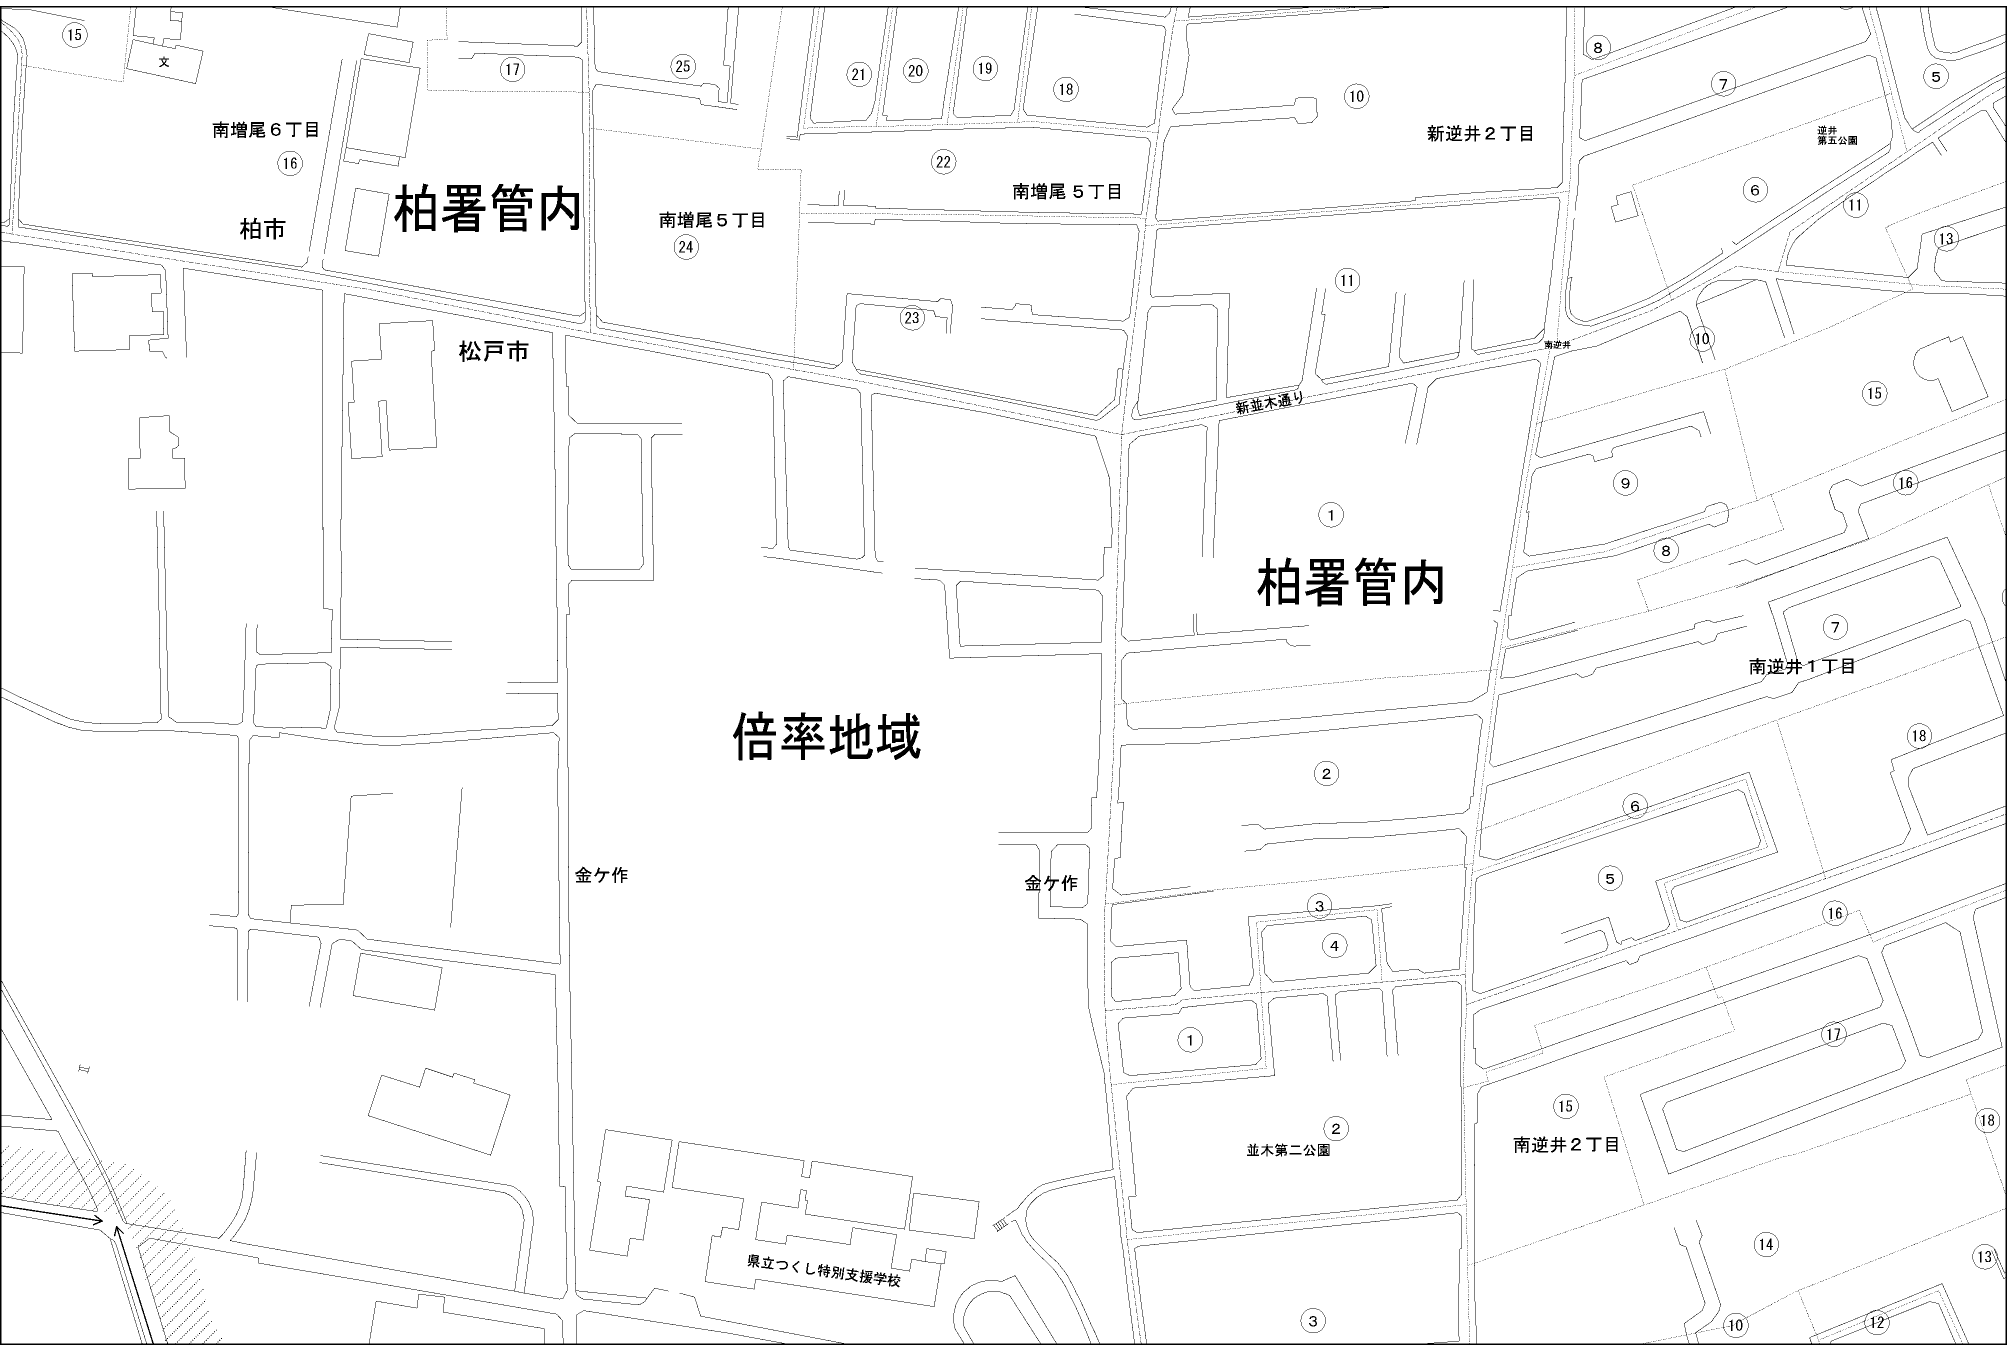 15
文
17
25
21
20
19
18
10
8
7
5
南増尾6丁目
16
22
新逆井2丁目
逆井
第五公園
柏署管内
南増尾5丁目
6
11
柏市
南増尾5丁目
24
13
11
23
松戸市
南逆井
10
新並木通り
15
9
16
1
8
柏署管内
7
南逆井1丁目
倍率地域
18
2
6
金ケ作
金ケ作
5
3
16
4
1
17
15
2
18
並木第二公園
南逆井2丁目
14
13
県立つくし特別支援学校
3
10
12